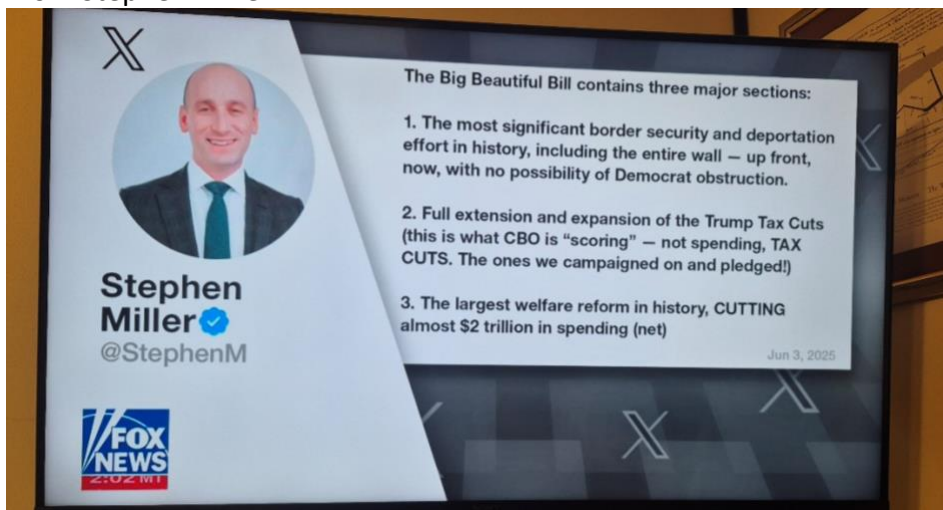 The Big Beautiful Bill contains three major sections:
1. The most significant border security and deportation
effort in history, including the entire wall — up front,
now, with no possibility of Democrat obstruction.
2. Full extension and expansion of the Trump Tax Cuts
(this is what CBO is “scoring” — not spending, TAX
CUTS. The ones we campaigned on and pledged!)
3. The largest welfare reform in history, CUTTING
almost $2 trillion in spending (net)
Jun 3, 2025
Stephen
Miller
@StephenM
FOX
NEWS
2:02 MT